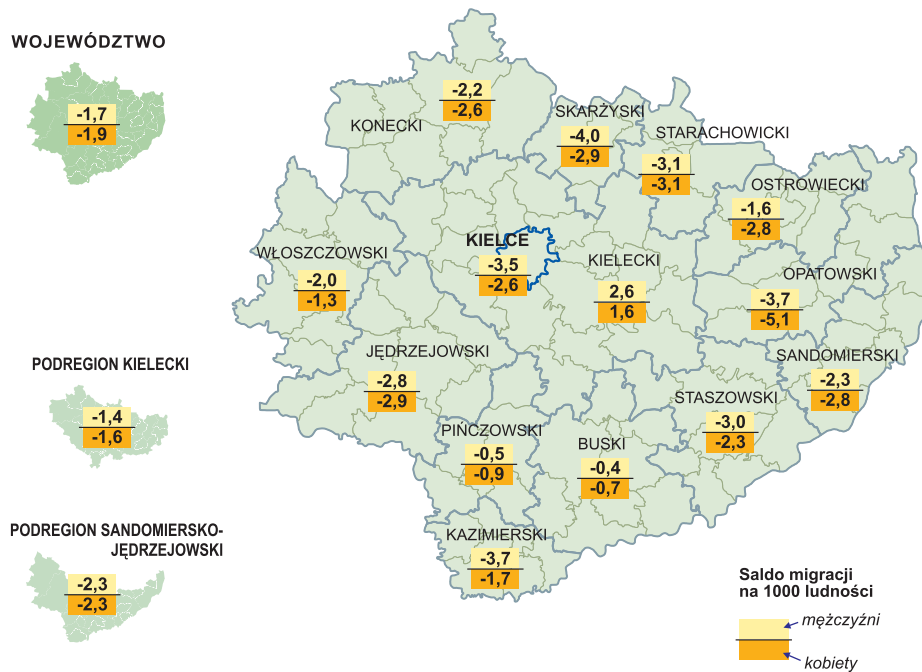 WOJEWÓDZTWO
-1,7
-1,9
PODREGION KIELECKI
-1,4
-1,6
PODREGION SANDOMIERSKO-
JĘDRZEJOWSKI
-2,3
-2,3
KONECKI
-2,2
-2,6
SKARŻYSKI
-4,0
-2,9
STARACHOWICKI
-3,1
-3,1
OSTROWIECKI
-1,6
-2,8
WŁOSZCZOWSKI
-2,0
-1,3
KIELCE
-3,5
-2,6
KIELECKI
2,6
1,6
OPATOWSKI
-3,7
-5,1
JĘDRZEJOWSKI
-2,8
-2,9
SANDOMIERSKI
-2,3
-2,8
STASZOWSKI
-3,0
-2,3
PIŃCZOWSKI
-0,5
-0,9
BUSKI
-0,4
-0,7
KAZIMIERSKI
-3,7
-1,7
Saldo migracji
na 1000 ludności
mężczyźni
kobiety